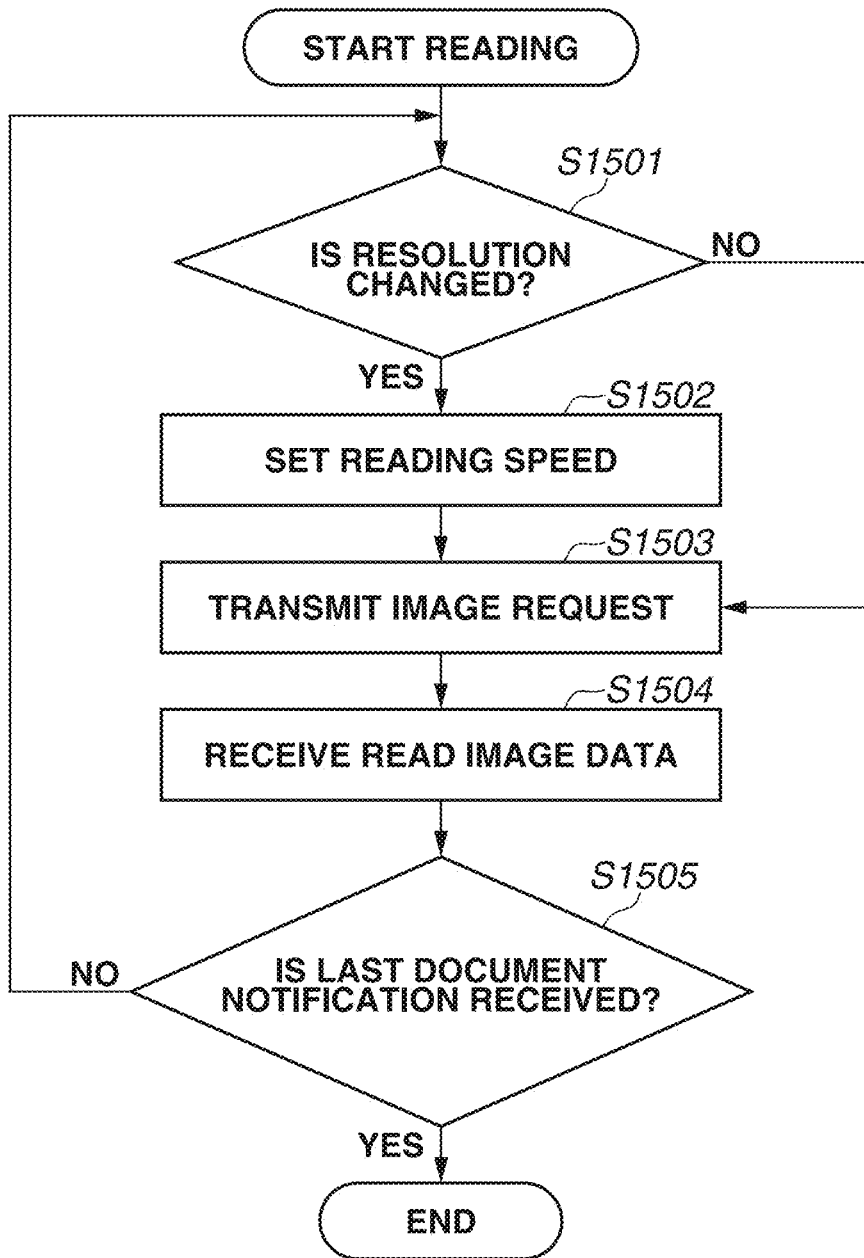 START READING
S1501
IS RESOLUTION
CHANGED?
NO
YES
S1502
SET READING SPEED
S1503
TRANSMIT IMAGE REQUEST
S1504
RECEIVE READ IMAGE DATA
S1505
IS LAST DOCUMENT
NOTIFICATION RECEIVED?
NO
YES
END